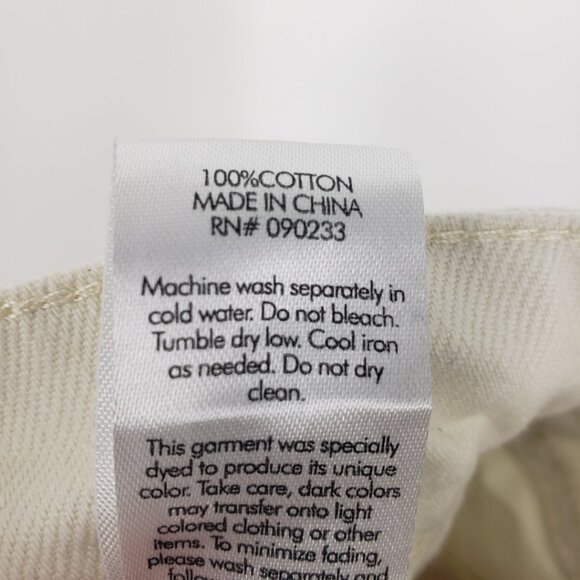 100%COTTON
MADE IN CHINA
RN# 090233
Machine wash separately in
cold water. Do not bleach.
Tumble dry low. Cool iron
as needed. Do not dry
clean.
This garment was specially
dyed to produce its unique
color. Take care, dark colors
may transfer onto light
colored clothing or other
items. To minimize fading,
please wash separately and